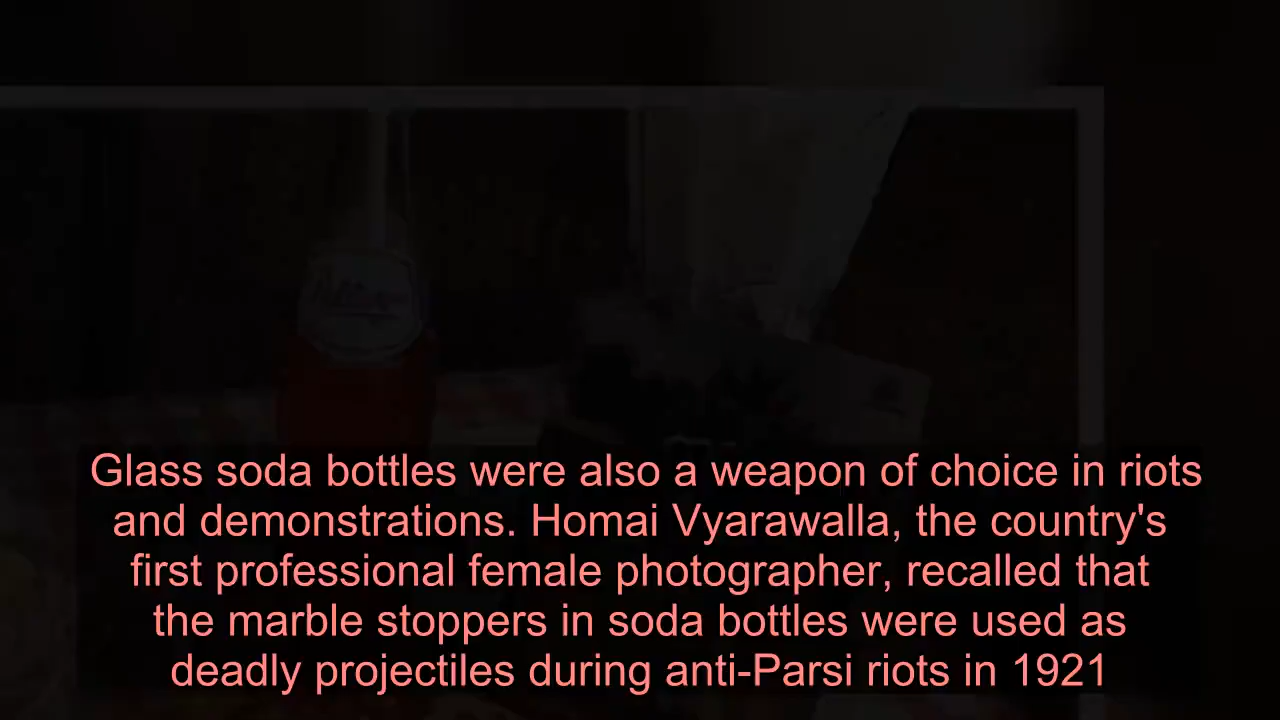 Glass soda bottles were also a weapon of choice in riots
and demonstrations. Homai Vyarawalla, the country's
first professional female photographer, recalled that
the marble stoppers in soda bottles were used as
deadly projectiles during anti-Parsi riots in 1921